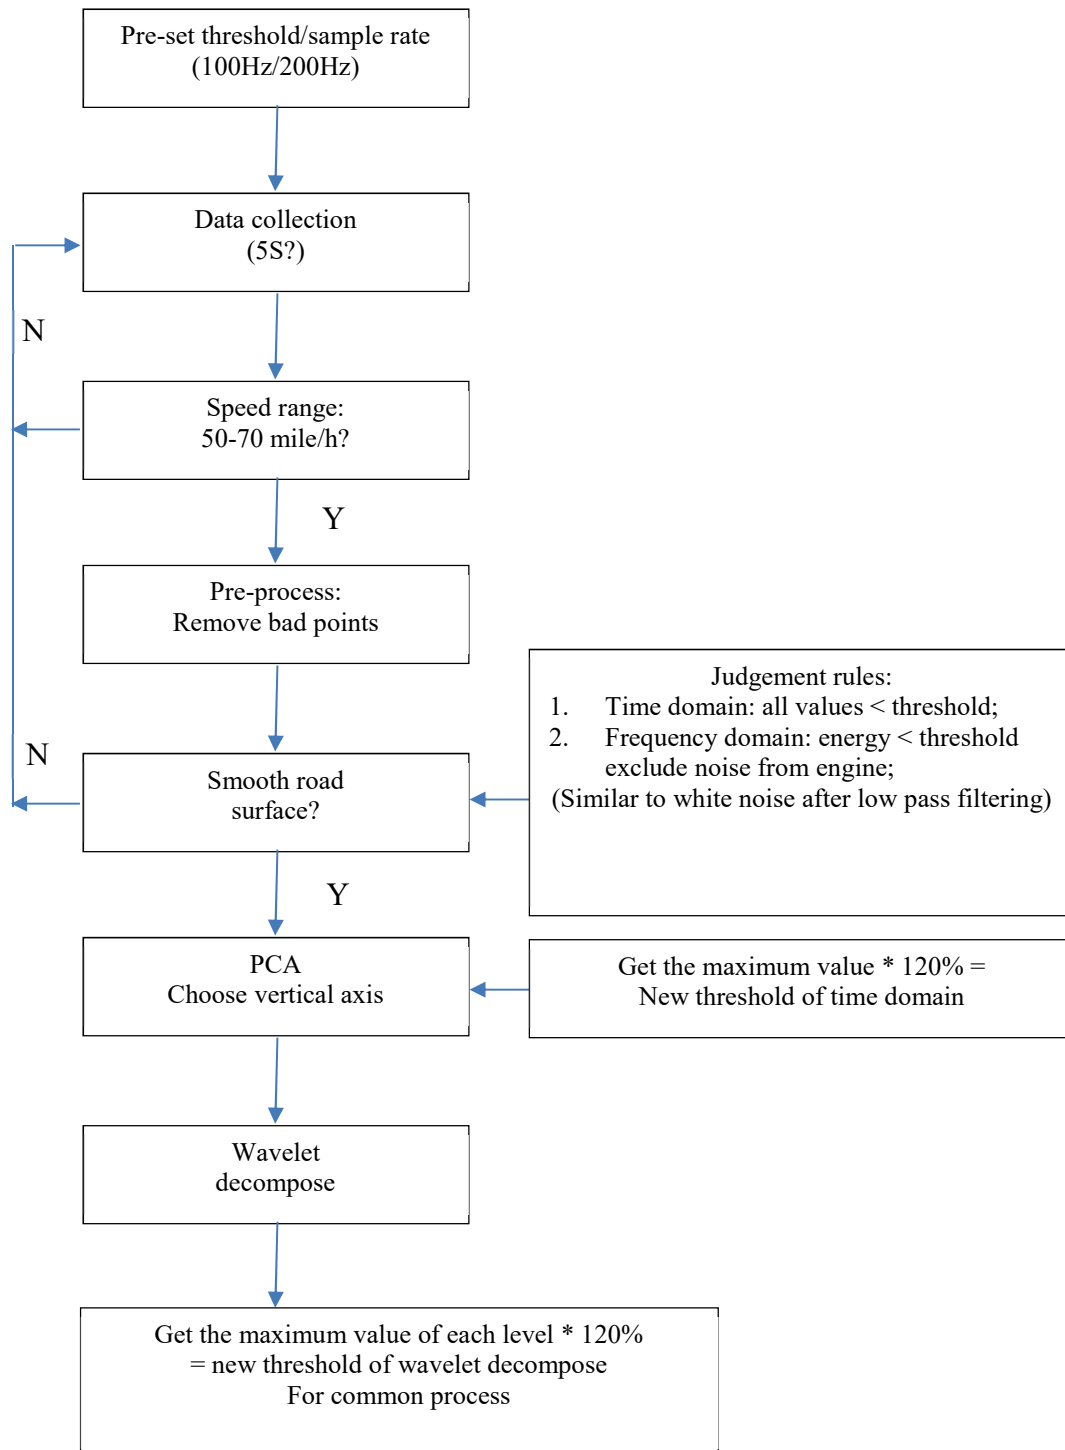 Pre-set threshold/sample rate
(100Hz/200Hz)
Data collection
(5S?)
N
Speed range:
50-70 mile/h?
Y
Pre-process:
Remove bad points
Judgement rules:
1. Time domain: all values < threshold;
2. Frequency domain: energy < threshold
exclude noise from engine;
(Similar to white noise after low pass filtering)
N
Smooth road
surface?
Y
PCA
Choose vertical axis
Get the maximum value * 120% =
New threshold of time domain
Wavelet
decompose
Get the maximum value of each level * 120%
= new threshold of wavelet decompose
For common process